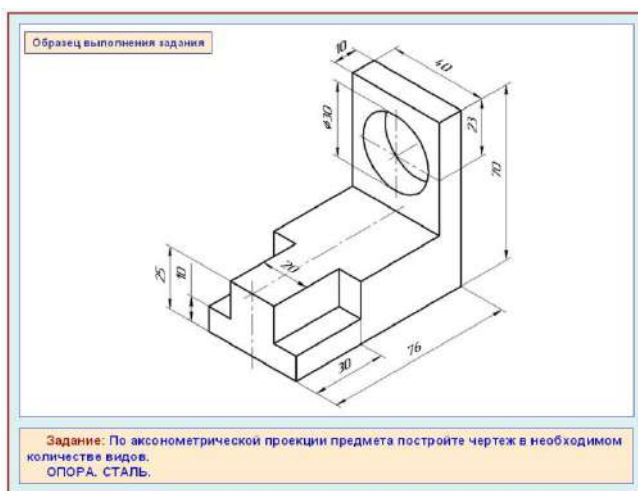 Образец выполнения задания
10
40
⌀30
23
70
20
25
10
30
76
Задание: По аксонометрической проекции предмета постройте чертеж в необходимом
количестве видов.
ОПОРА. СТАЛЬ.